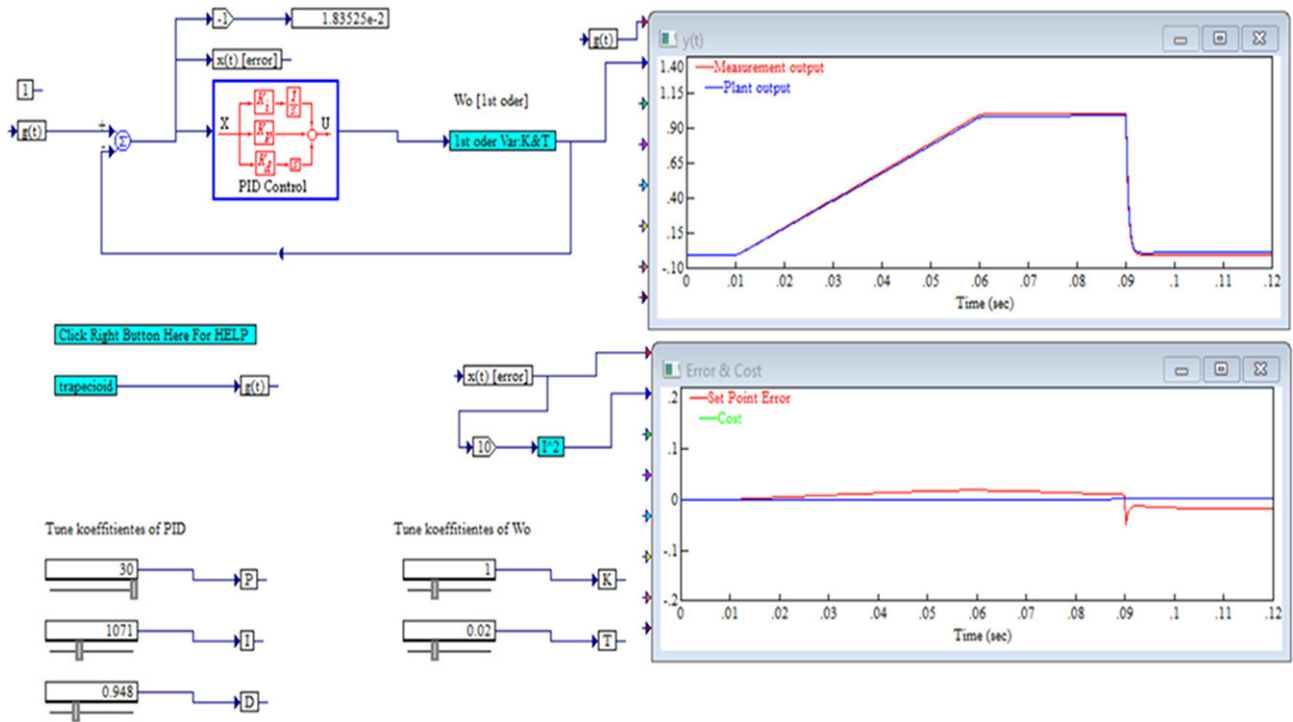 -1
1.83525e-2
x(t) [error]
1
g(t)
+
-
Σ
X
K_i
1/s
K_p
K_d
s
U
PID Control
Wo [1st oder]
1st oder Var:K&T
g(t)
y(t)
Measurement output
Plant output
1.40
1.15
.90
.65
.40
.15
-.10
0 .01 .02 .03 .04 .05 .06 .07 .08 .09 .1 .11 .12
Time (sec)
Click Right Button Here For HELP
trapecioid
g(t)
x(t) [error]
10
I^2
Error & Cost
Set Point Error
Cost
.2
.1
0
-.1
-.2
0 .01 .02 .03 .04 .05 .06 .07 .08 .09 .1 .11 .12
Time (sec)
Tune koeffitientes of PID
30
P
1071
I
0.948
D
Tune koeffitientes of Wo
1
K
0.02
T